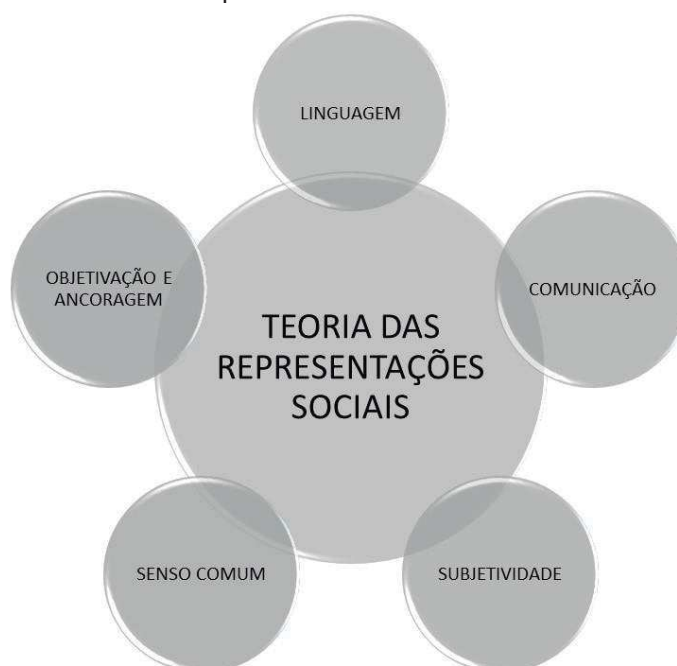 LINGUAGEM
OBJETIVAÇÃO E
ANCORAGEM
COMUNICAÇÃO
TEORIA DAS
REPRESENTAÇÕES
SOCIAIS
SENSO COMUM
SUBJETIVIDADE